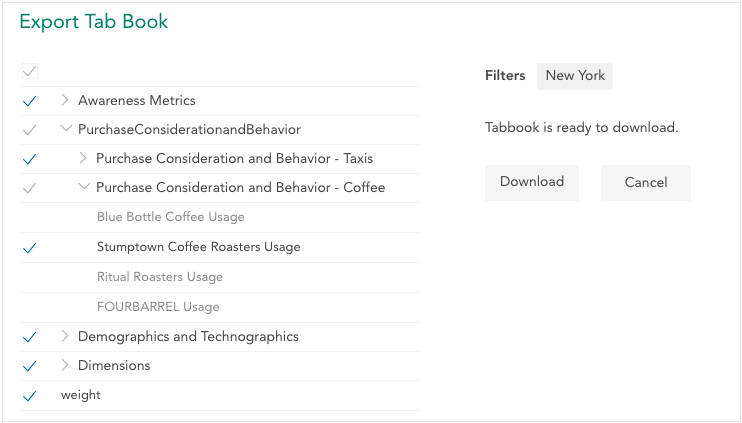 Export Tab Book
Filters New York
Awareness Metrics
PurchaseConsiderationandBehavior
Tabbook is ready to download.
Purchase Consideration and Behavior - Taxis
Purchase Consideration and Behavior - Coffee
Download Cancel
Blue Bottle Coffee Usage
Stumptown Coffee Roasters Usage
Ritual Roasters Usage
FOURBARREL Usage
Demographics and Technographics
Dimensions
weight